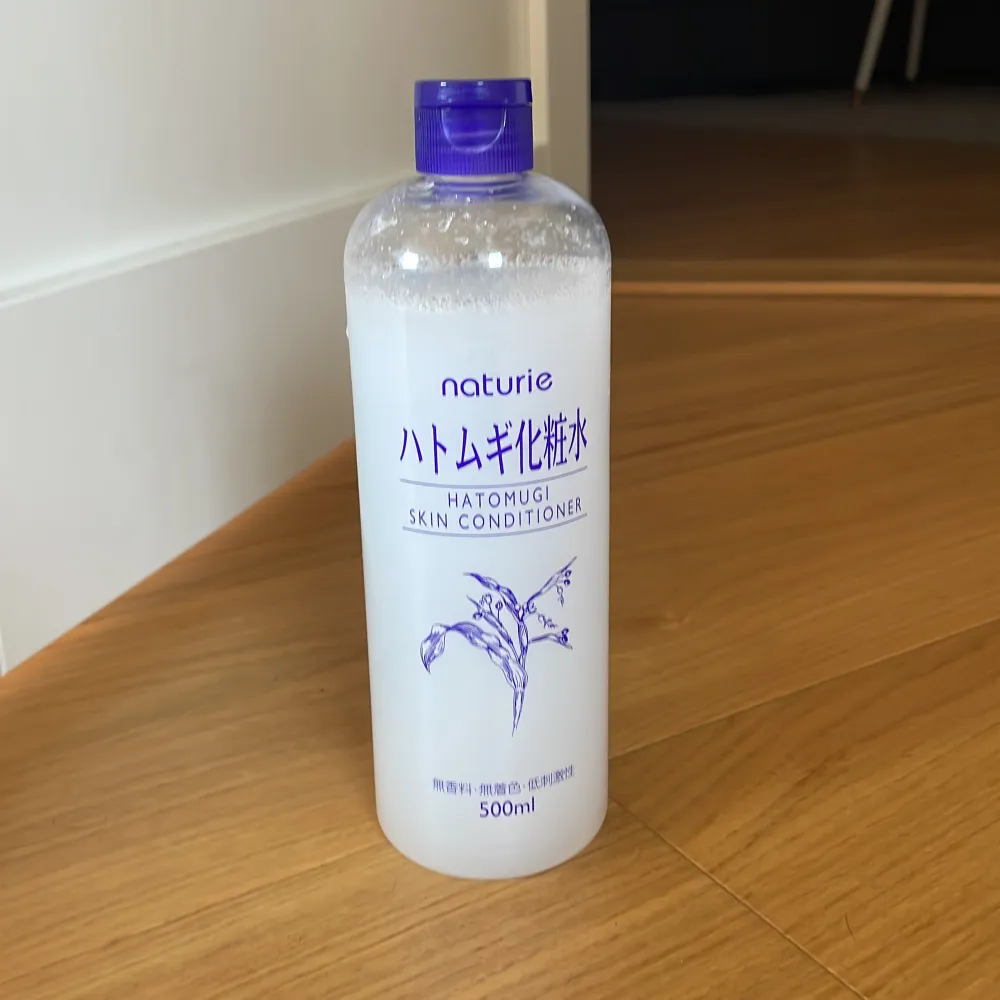 naturie
ハトムギ化粧水
HATOMUGI
SKIN CONDITIONER
無香料・無着色・低刺激性
500ml